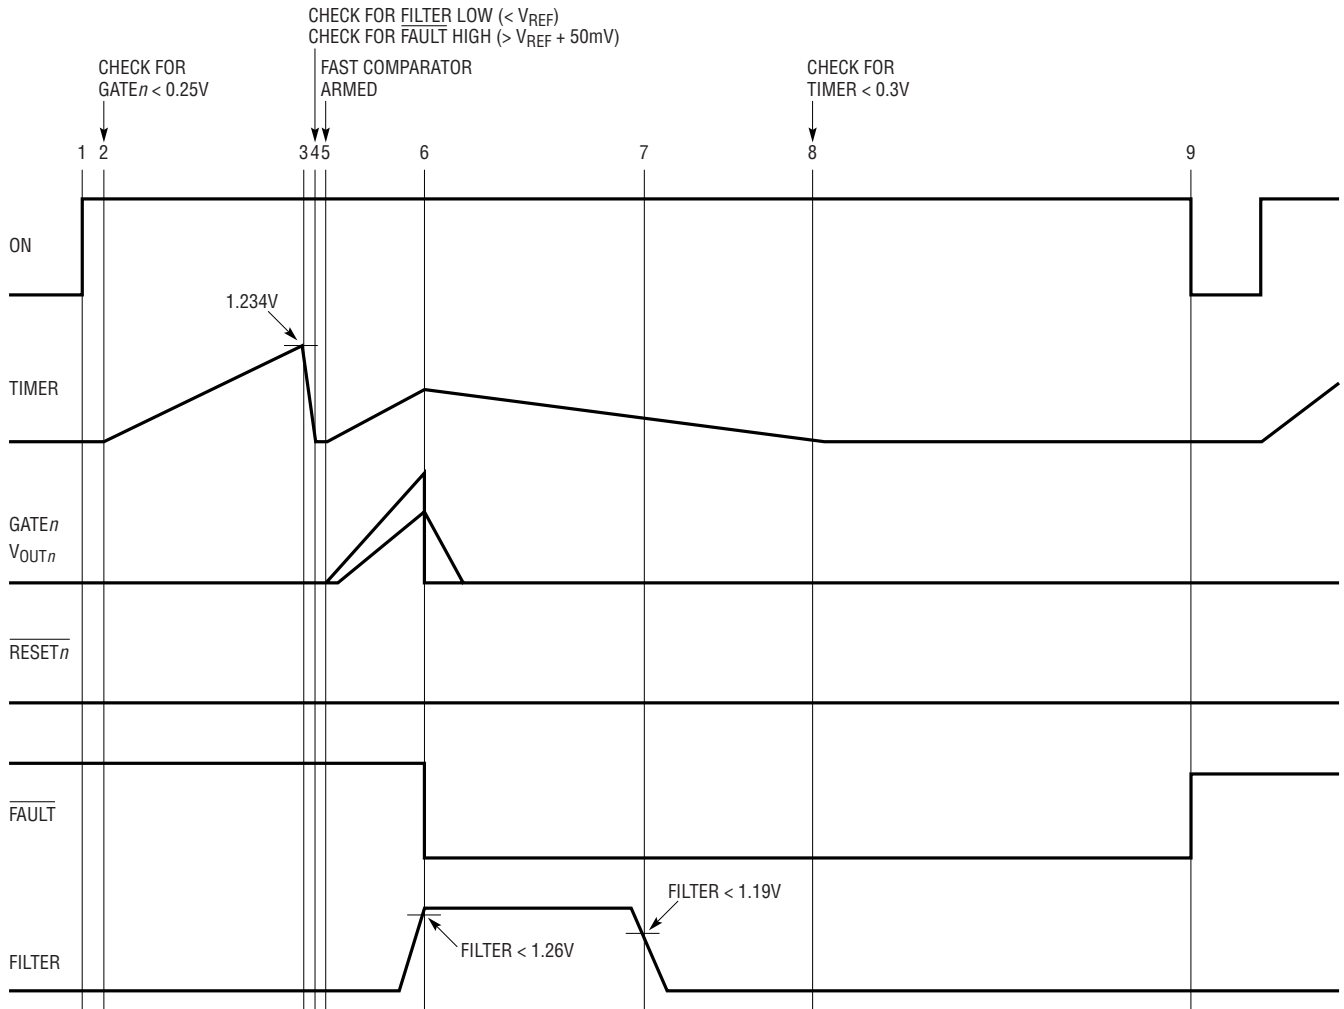 CHECK FOR FILTER LOW (< VREF)
CHECK FOR FAULT HIGH (> VREF + 50mV)
CHECK FOR
GATEn < 0.25V
FAST COMPARATOR
ARMED
CHECK FOR
TIMER < 0.3V
1 2 3 4 5 6 7 8 9
ON
1.234V
TIMER
GATEn
VOUTn
RESETn
FAULT
FILTER < 1.19V
FILTER < 1.26V
FILTER